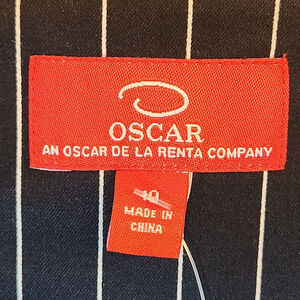 OSCAR
AN OSCAR DE LA RENTA COMPANY
10
MADE IN
CHINA